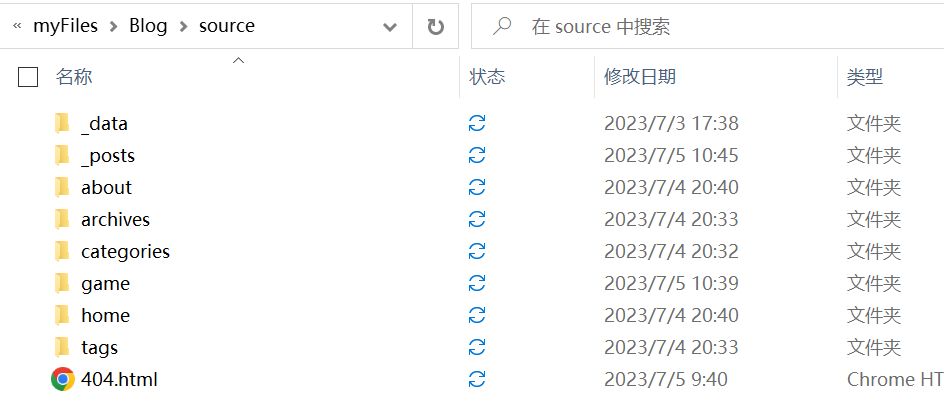 « myFiles > Blog > source 在 source 中搜索
名称 状态 修改日期 类型
_data 2023/7/3 17:38 文件夹
_posts 2023/7/5 10:45 文件夹
about 2023/7/4 20:40 文件夹
archives 2023/7/4 20:33 文件夹
categories 2023/7/4 20:32 文件夹
game 2023/7/5 10:39 文件夹
home 2023/7/4 20:40 文件夹
tags 2023/7/4 20:33 文件夹
404.html 2023/7/5 9:40 Chrome HT